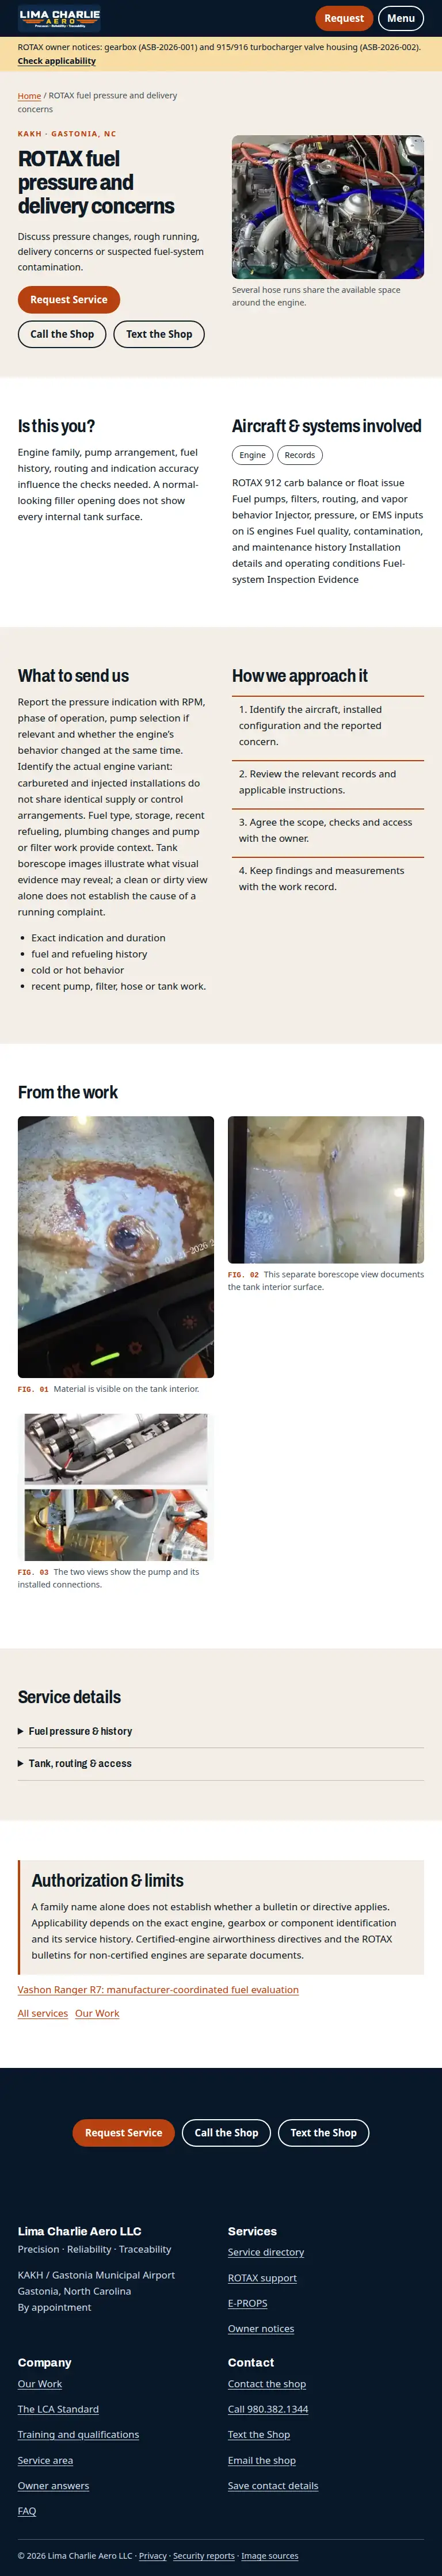 LIMA CHARLIE
AERO
Precision · Reliability · Traceability
Request
Menu
ROTAX owner notices: gearbox (ASB-2026-001) and 915/916 turbocharger valve housing (ASB-2026-002).
Check applicability
Home / ROTAX fuel pressure and delivery
concerns
KAKH · GASTONIA, NC
ROTAX fuel
pressure and
delivery concerns
Discuss pressure changes, rough running,
delivery concerns or suspected fuel-system
contamination.
Request Service
Call the Shop
Text the Shop
Several hose runs share the available space
around the engine.
Is this you?
Engine family, pump arrangement, fuel
history, routing and indication accuracy
influence the checks needed. A normal-
looking filler opening does not show
every internal tank surface.
Aircraft & systems involved
Engine
Records
ROTAX 912 carb balance or float issue
Fuel pumps, filters, routing, and vapor
behavior Injector, pressure, or EMS inputs
on iS engines Fuel quality, contamination,
and maintenance history Installation
details and operating conditions Fuel-
system Inspection Evidence
What to send us
Report the pressure indication with RPM,
phase of operation, pump selection if
relevant and whether the engine's
behavior changed at the same time.
Identify the actual engine variant:
carbureted and injected installations do
not share identical supply or control
arrangements. Fuel type, storage, recent
refueling, plumbing changes and pump
or filter work provide context. Tank
borescope images illustrate what visual
evidence may reveal; a clean or dirty view
alone does not establish the cause of a
running complaint.
• Exact indication and duration
• fuel and refueling history
• cold or hot behavior
• recent pump, filter, hose or tank work.
How we approach it
1. Identify the aircraft, installed
configuration and the reported
concern.
2. Review the relevant records and
applicable instructions.
3. Agree the scope, checks and access
with the owner.
4. Keep findings and measurements
with the work record.
From the work
FIG. 01 Material is visible on the tank interior.
FIG. 02 This separate borescope view documents
the tank interior surface.
FIG. 03 The two views show the pump and its
installed connections.
Service details
Fuel pressure & history
Tank, routing & access
Authorization & limits
A family name alone does not establish whether a bulletin or directive applies.
Applicability depends on the exact engine, gearbox or component identification
and its service history. Certified-engine airworthiness directives and the ROTAX
bulletins for non-certified engines are separate documents.
Vashon Ranger R7: manufacturer-coordinated fuel evaluation
All services Our Work
Request Service
Call the Shop
Text the Shop
Lima Charlie Aero LLC
Precision · Reliability · Traceability
KAKH / Gastonia Municipal Airport
Gastonia, North Carolina
By appointment
Services
Service directory
ROTAX support
E-PROPS
Owner notices
Company
Our Work
The LCA Standard
Training and qualifications
Service area
Owner answers
FAQ
Contact
Contact the shop
Call 980.382.1344
Text the Shop
Email the shop
Save contact details
© 2026 Lima Charlie Aero LLC · Privacy · Security reports · Image sources